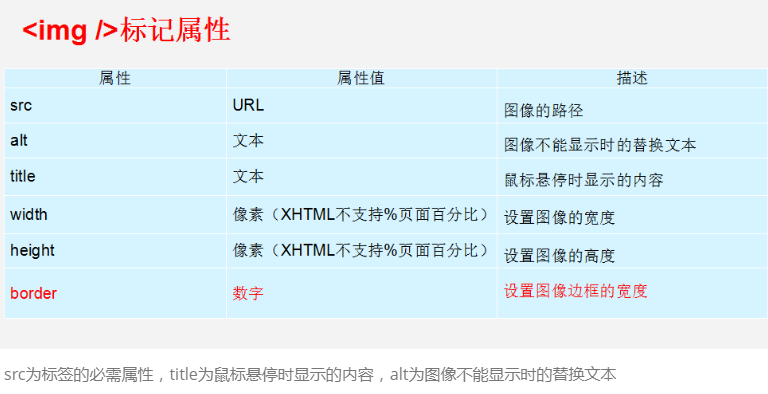 <img />标记属性
属性 属性值 描述
src URL 图像的路径
alt 文本 图像不能显示时的替换文本
title 文本 鼠标悬停时显示的内容
width 像素（XHTML不支持%页面百分比） 设置图像的宽度
height 像素（XHTML不支持%页面百分比） 设置图像的高度
border 数字 设置图像边框的宽度
src为标签的必需属性，title为鼠标悬停时显示的内容，alt为图像不能显示时的替换文本